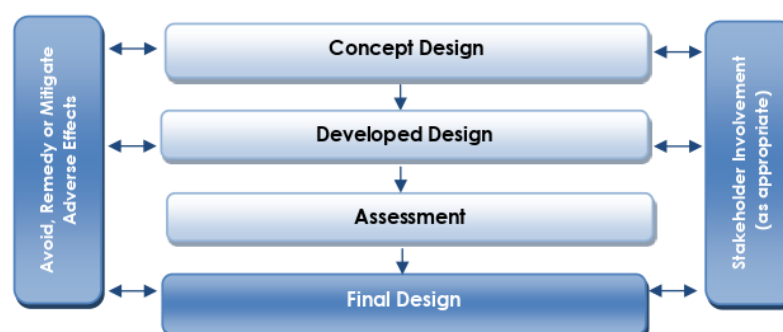 Avoid, Remedy or Mitigate
Adverse Effects
Concept Design
Developed Design
Assessment
Final Design
Stakeholder Involvement
(as appropriate)